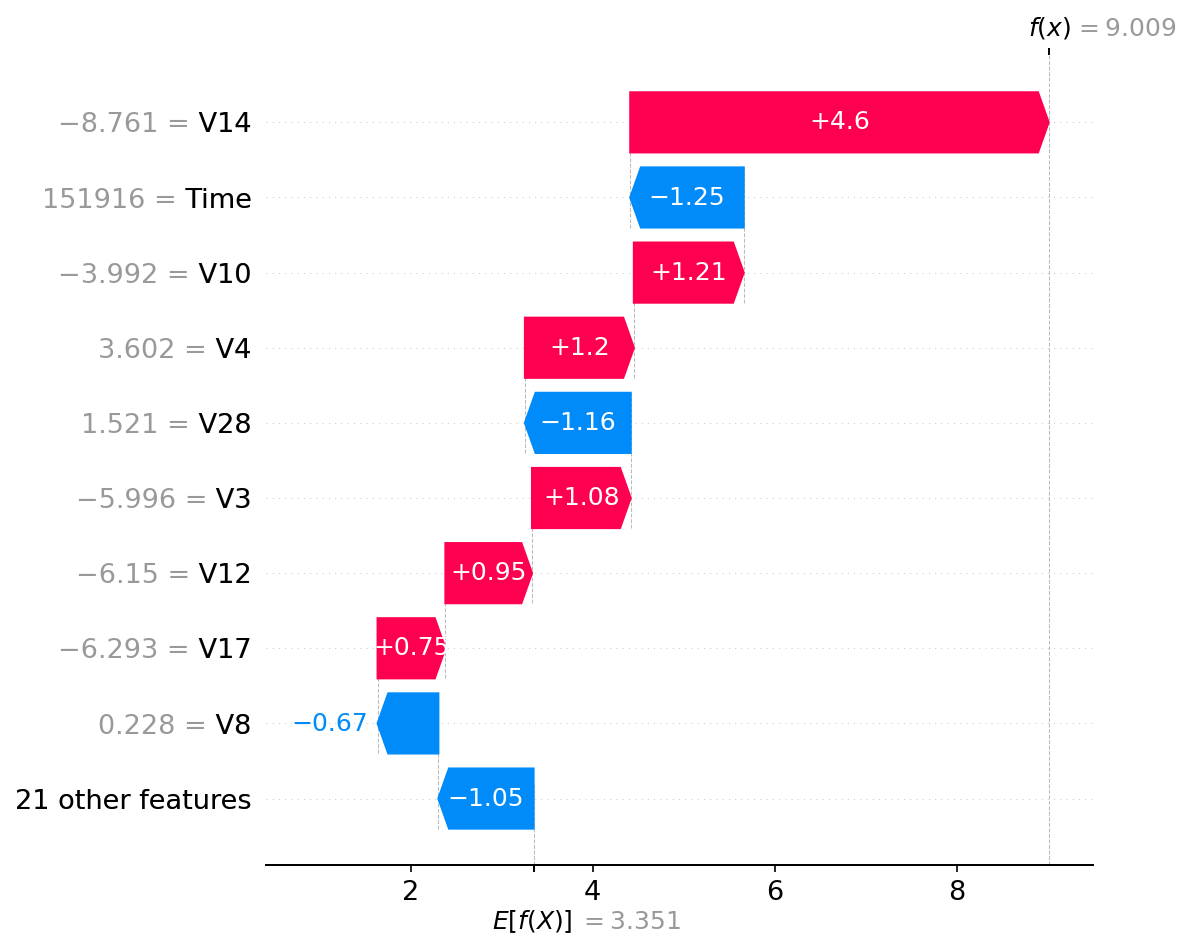 f(x) = 9.009
−8.761 = V14 +4.6
151916 = Time −1.25
−3.992 = V10 +1.21
3.602 = V4 +1.2
1.521 = V28 −1.16
−5.996 = V3 +1.08
−6.15 = V12 +0.95
−6.293 = V17 +0.75
0.228 = V8 −0.67
21 other features −1.05
2 4 6 8
E[f(X)] = 3.351